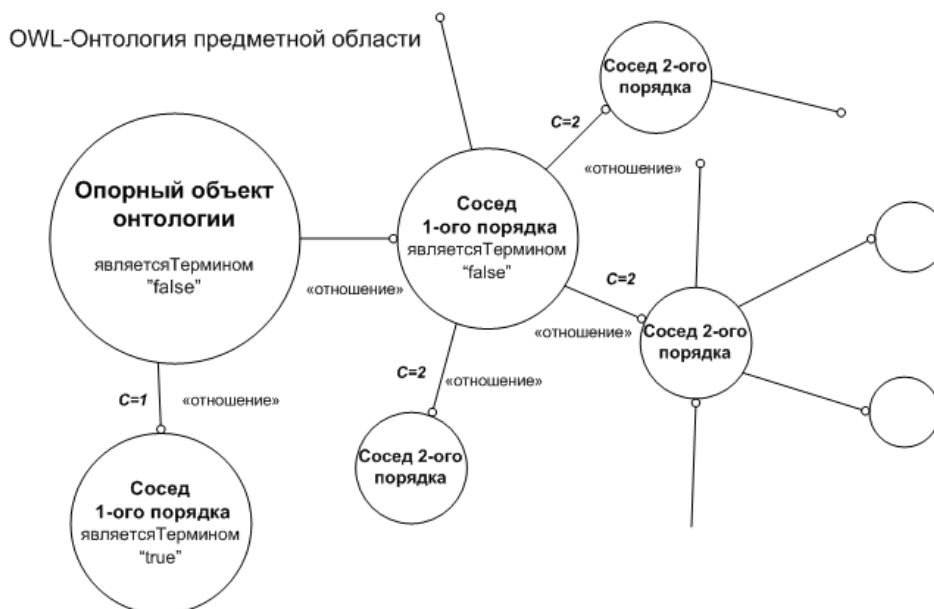 OWL-Онтология предметной области
Сосед 2-ого
порядка
C=2
«отношение»
Опорный объект
онтологии
являетсяТермином
"false"
«отношение»
Сосед
1-ого порядка
являетсяТермином
“false”
C=2
«отношение»
Сосед 2-ого
порядка
C=2
«отношение»
C=1
«отношение»
Сосед 2-ого
порядка
Сосед
1-ого порядка
являетсяТермином
“true”